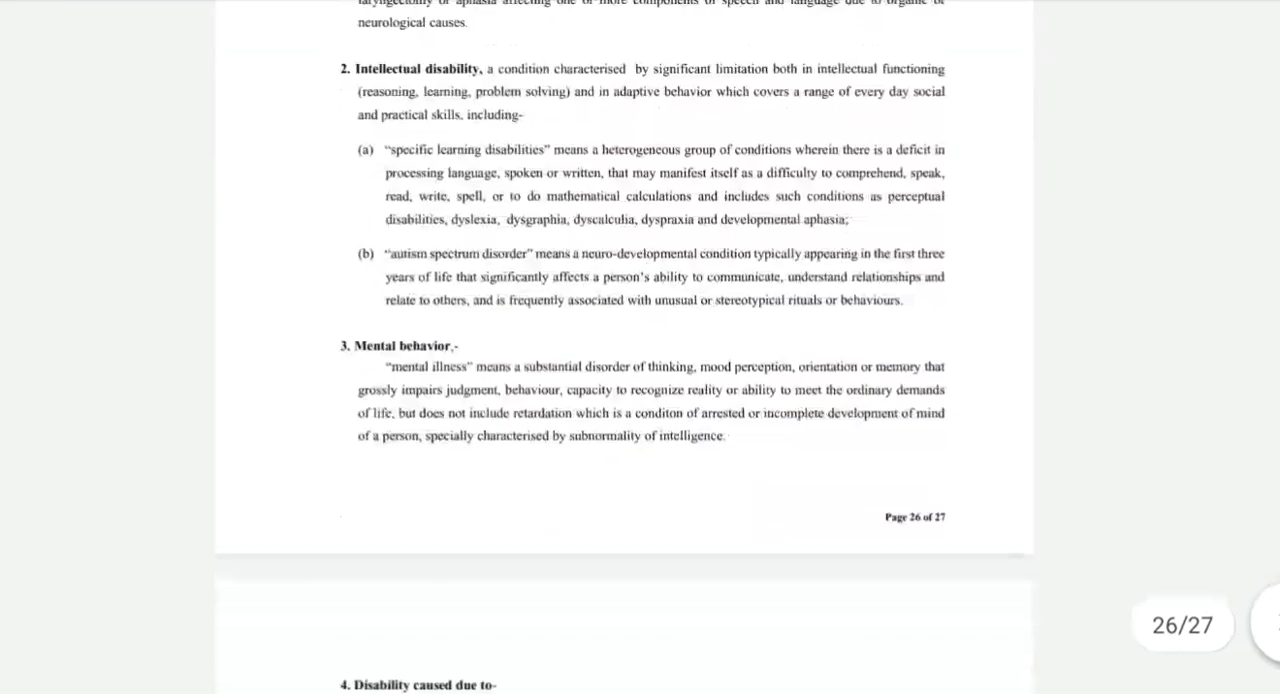 laryngectomy or aphasia affecting one or more components of speech and language due to organic or
neurological causes.
2. Intellectual disability, a condition characterised by significant limitation both in intellectual functioning
(reasoning, learning, problem solving) and in adaptive behavior which covers a range of every day social
and practical skills, including-
(a) "specific learning disabilities" means a heterogeneous group of conditions wherein there is a deficit in
processing language, spoken or written, that may manifest itself as a difficulty to comprehend, speak,
read, write, spell, or to do mathematical calculations and includes such conditions as perceptual
disabilities, dyslexia, dysgraphia, dyscalculia, dyspraxia and developmental aphasia;
(b) "autism spectrum disorder" means a neuro-developmental condition typically appearing in the first three
years of life that significantly affects a person's ability to communicate, understand relationships and
relate to others, and is frequently associated with unusual or stereotypical rituals or behaviours.
3. Mental behavior,-
"mental illness" means a substantial disorder of thinking, mood perception, orientation or memory that
grossly impairs judgment, behaviour, capacity to recognize reality or ability to meet the ordinary demands
of life, but does not include retardation which is a conditon of arrested or incomplete development of mind
of a person, specially characterised by subnormality of intelligence.
Page 26 of 27
26/27
4. Disability caused due to-